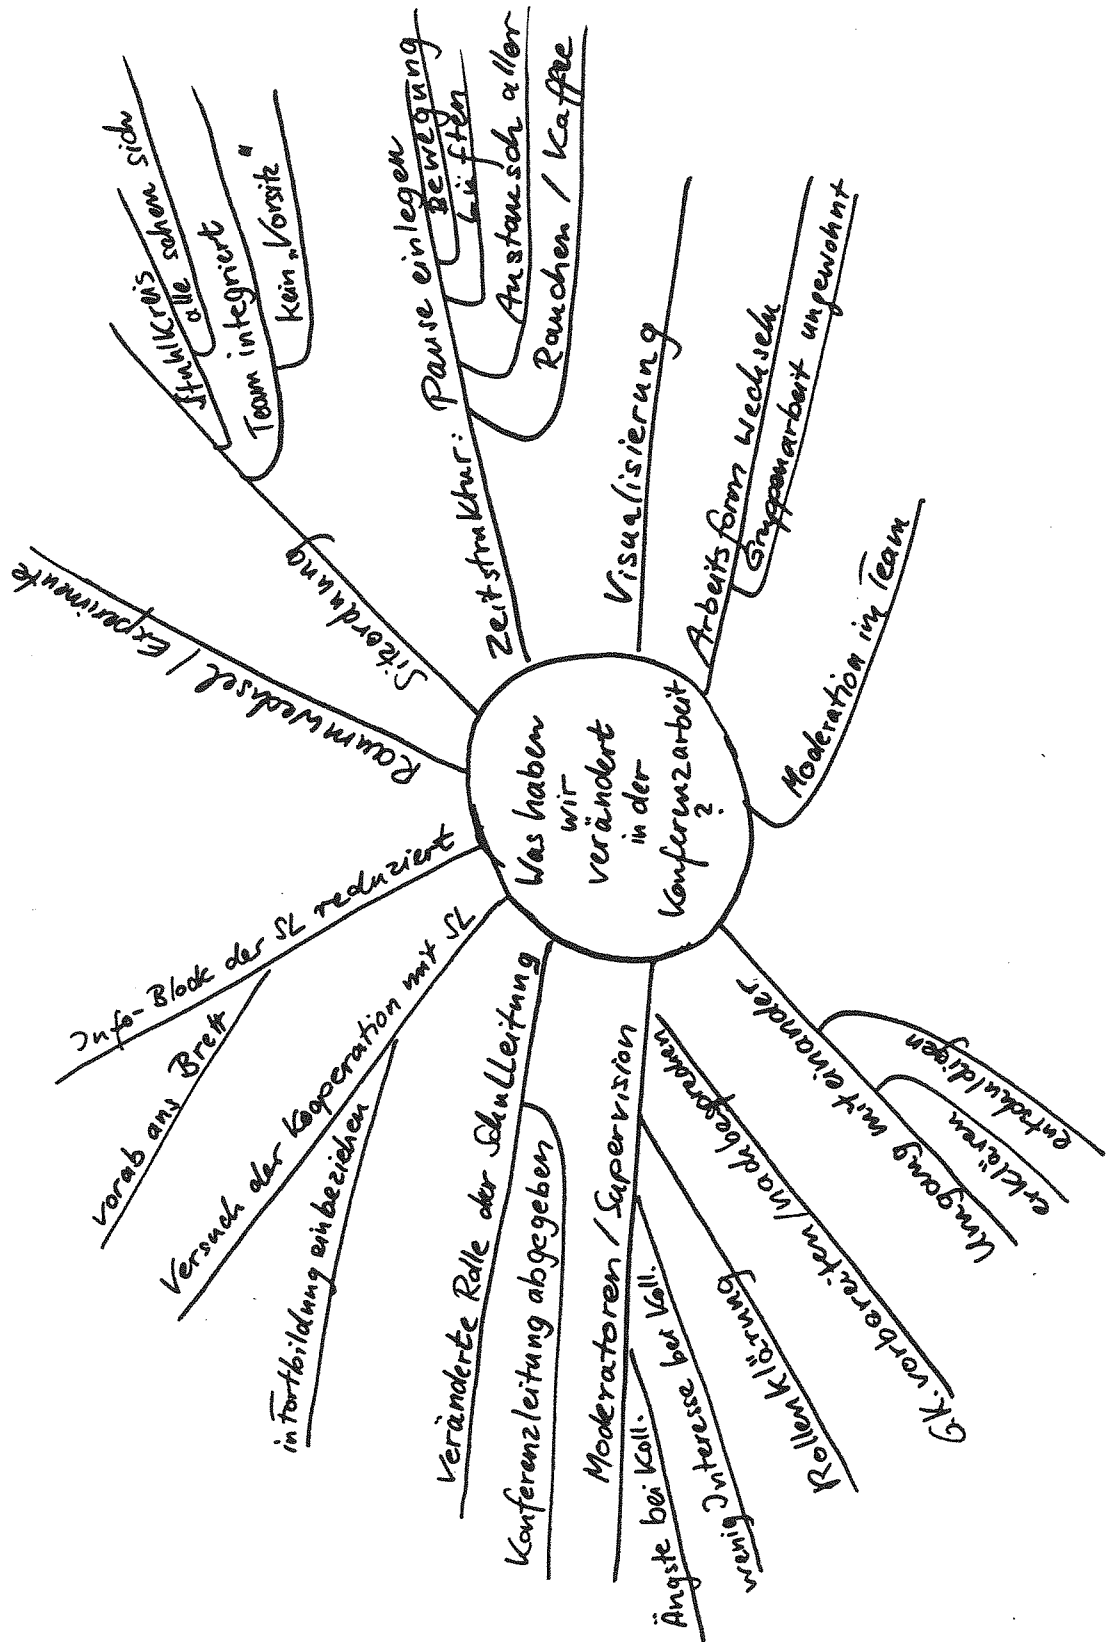 Was haben
wir
verändert
in der
Konferenzarbeit
?
Raumwechsel / Experimente
Sitzordnung
Stuhlkreis
alle sehen sich
Team integriert
kein „Vorsitz"
Zeitstruktur: Pause einlegen
Bewegung
Lüften
Austausch aller
Rauchen / Kaffee
Visualisierung
Arbeitsform wechseln
Gruppenarbeit ungewohnt
Moderation im Team
Umgang miteinander
entschuldigen
erklären
G.K. vorbereiten / nachbesprechen
Moderatoren / Supervision
Rollenklärung
wenig Interesse bei Koll.
Ängste bei Koll.
Veränderte Rolle der Schulleitung
Konferenzleitung abgegeben
Versuch der Kooperation mit SL
in Fortbildung einbeziehen
Info-Block der SL reduziert
vorab ans Brett